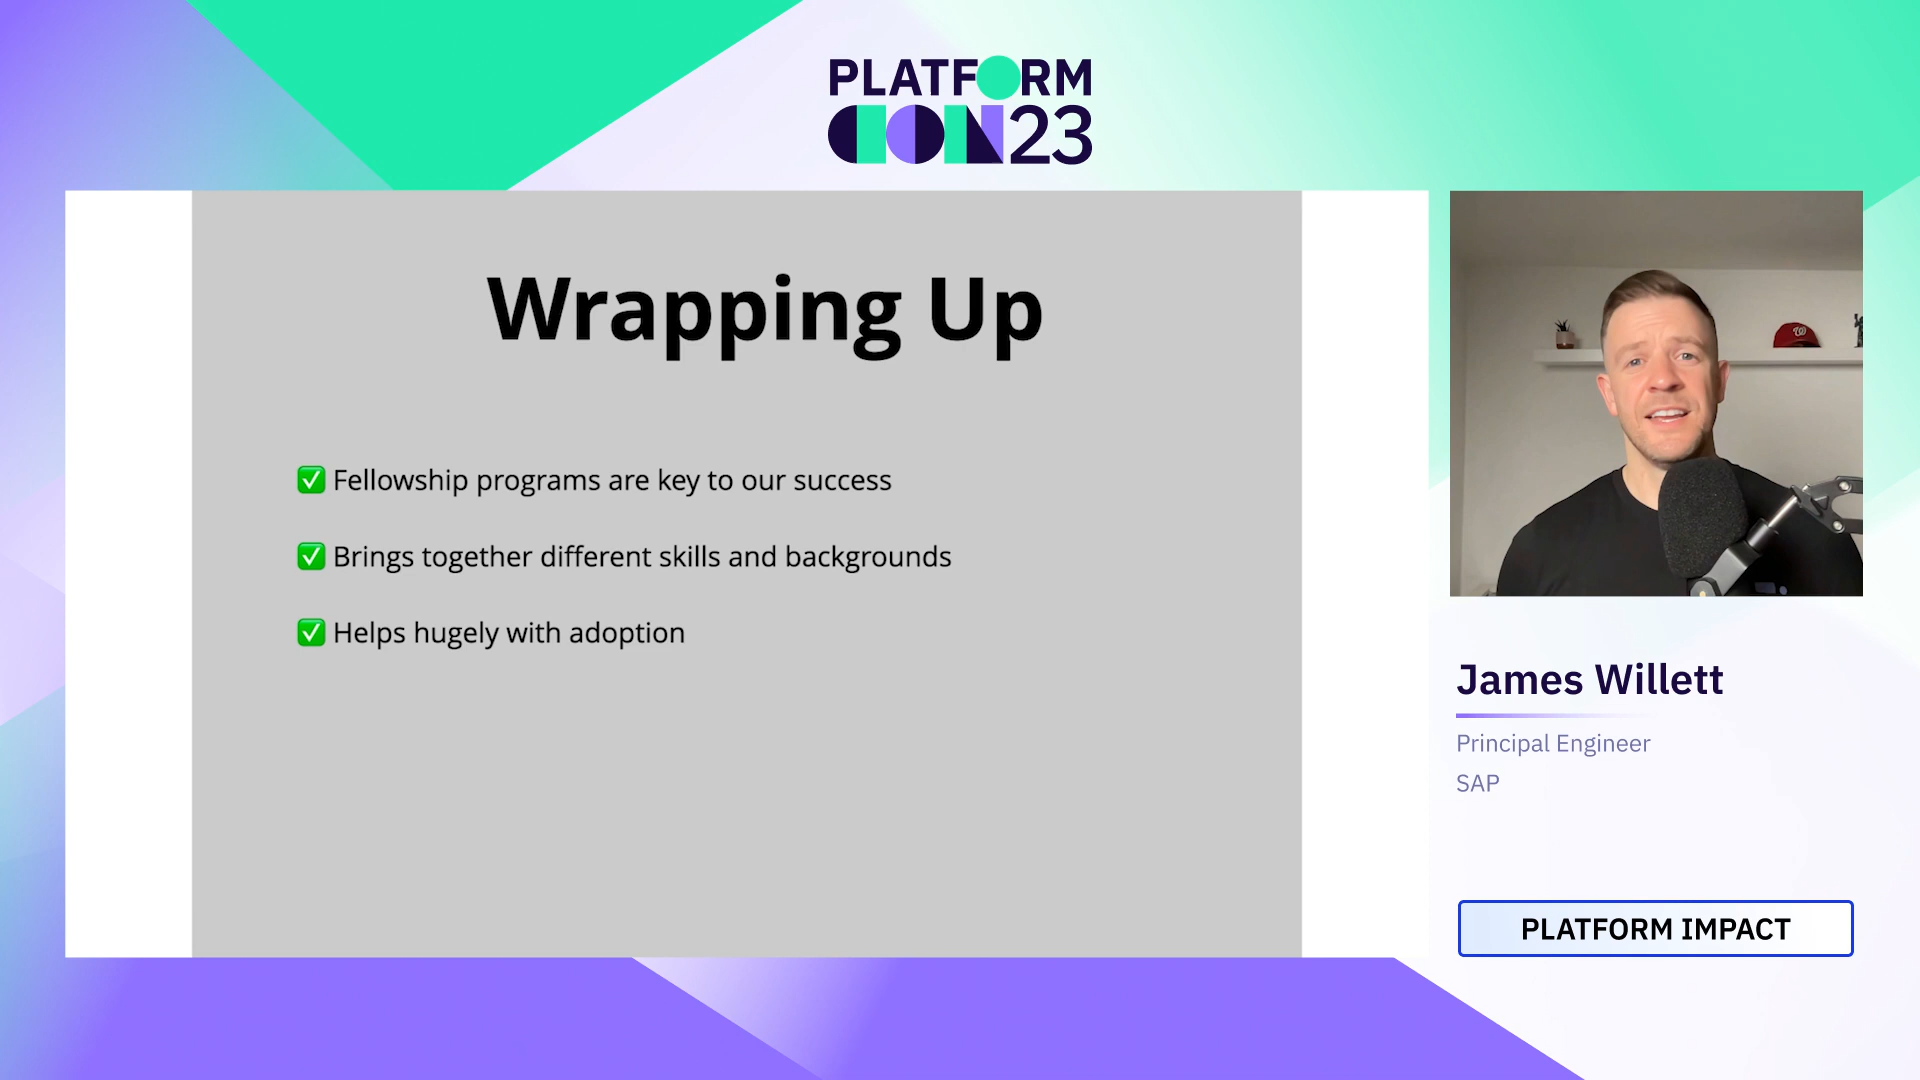 PLATFORM
CON23
Wrapping Up
✅ Fellowship programs are key to our success
✅ Brings together different skills and backgrounds
✅ Helps hugely with adoption
W
James Willett
Principal Engineer
SAP
PLATFORM IMPACT